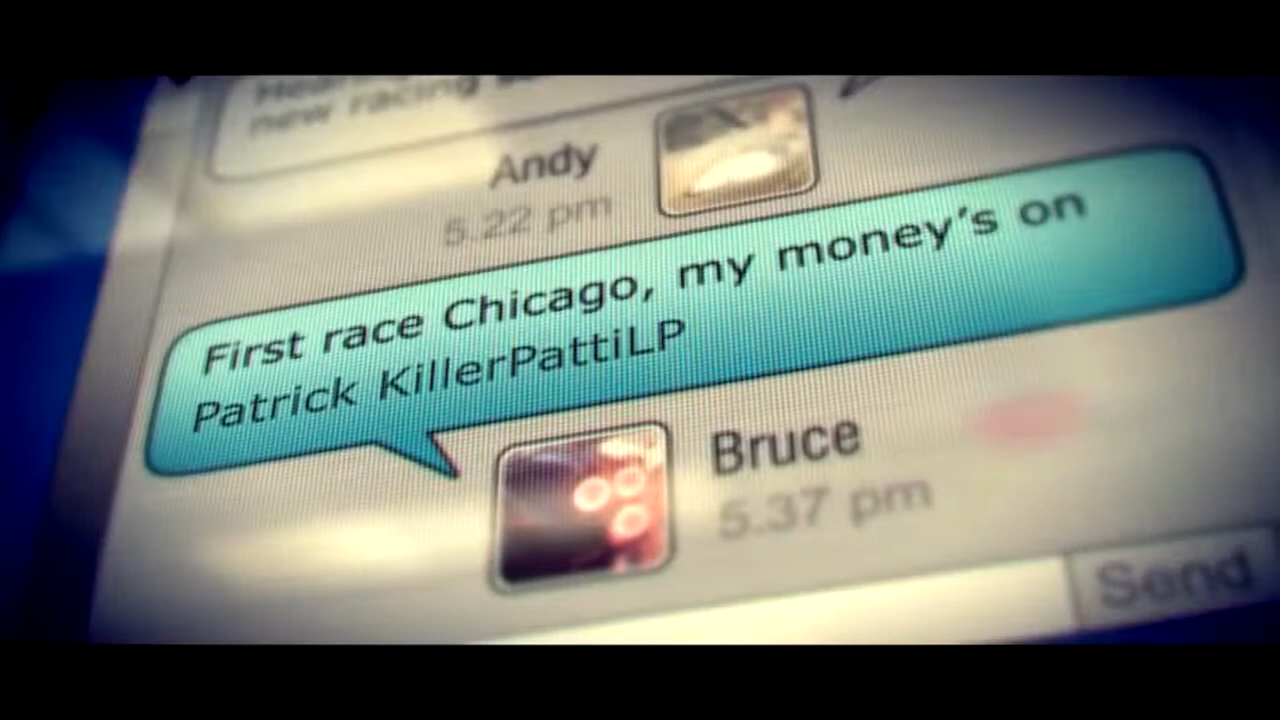 new racing
Andy
5.22 pm
First race Chicago, my money's on
Patrick KillerPattiLP
Bruce
5.37 pm
Send